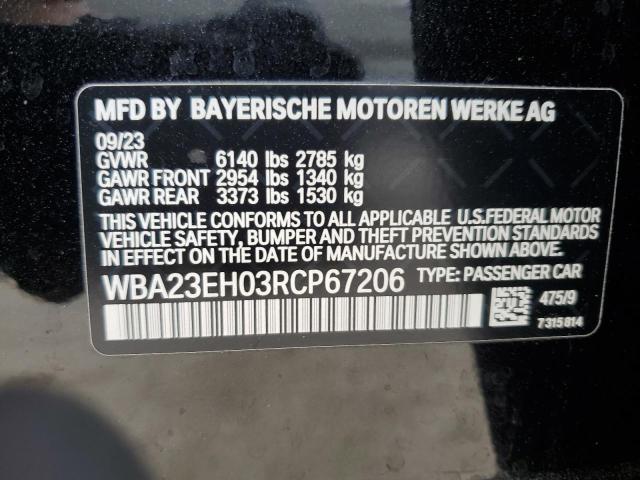 MFD BY BAYERISCHE MOTOREN WERKE AG
09/23
GVWR 6140 lbs 2785 kg
GAWR FRONT 2954 lbs 1340 kg
GAWR REAR 3373 lbs 1530 kg
THIS VEHICLE CONFORMS TO ALL APPLICABLE U.S.FEDERAL MOTOR
VEHICLE SAFETY, BUMPER AND THEFT PREVENTION STANDARDS
IN EFFECT ON THE DATE OF MANUFACTURE SHOWN ABOVE.
WBA23EH03RCP67206 TYPE: PASSENGER CAR
475/9
7315814